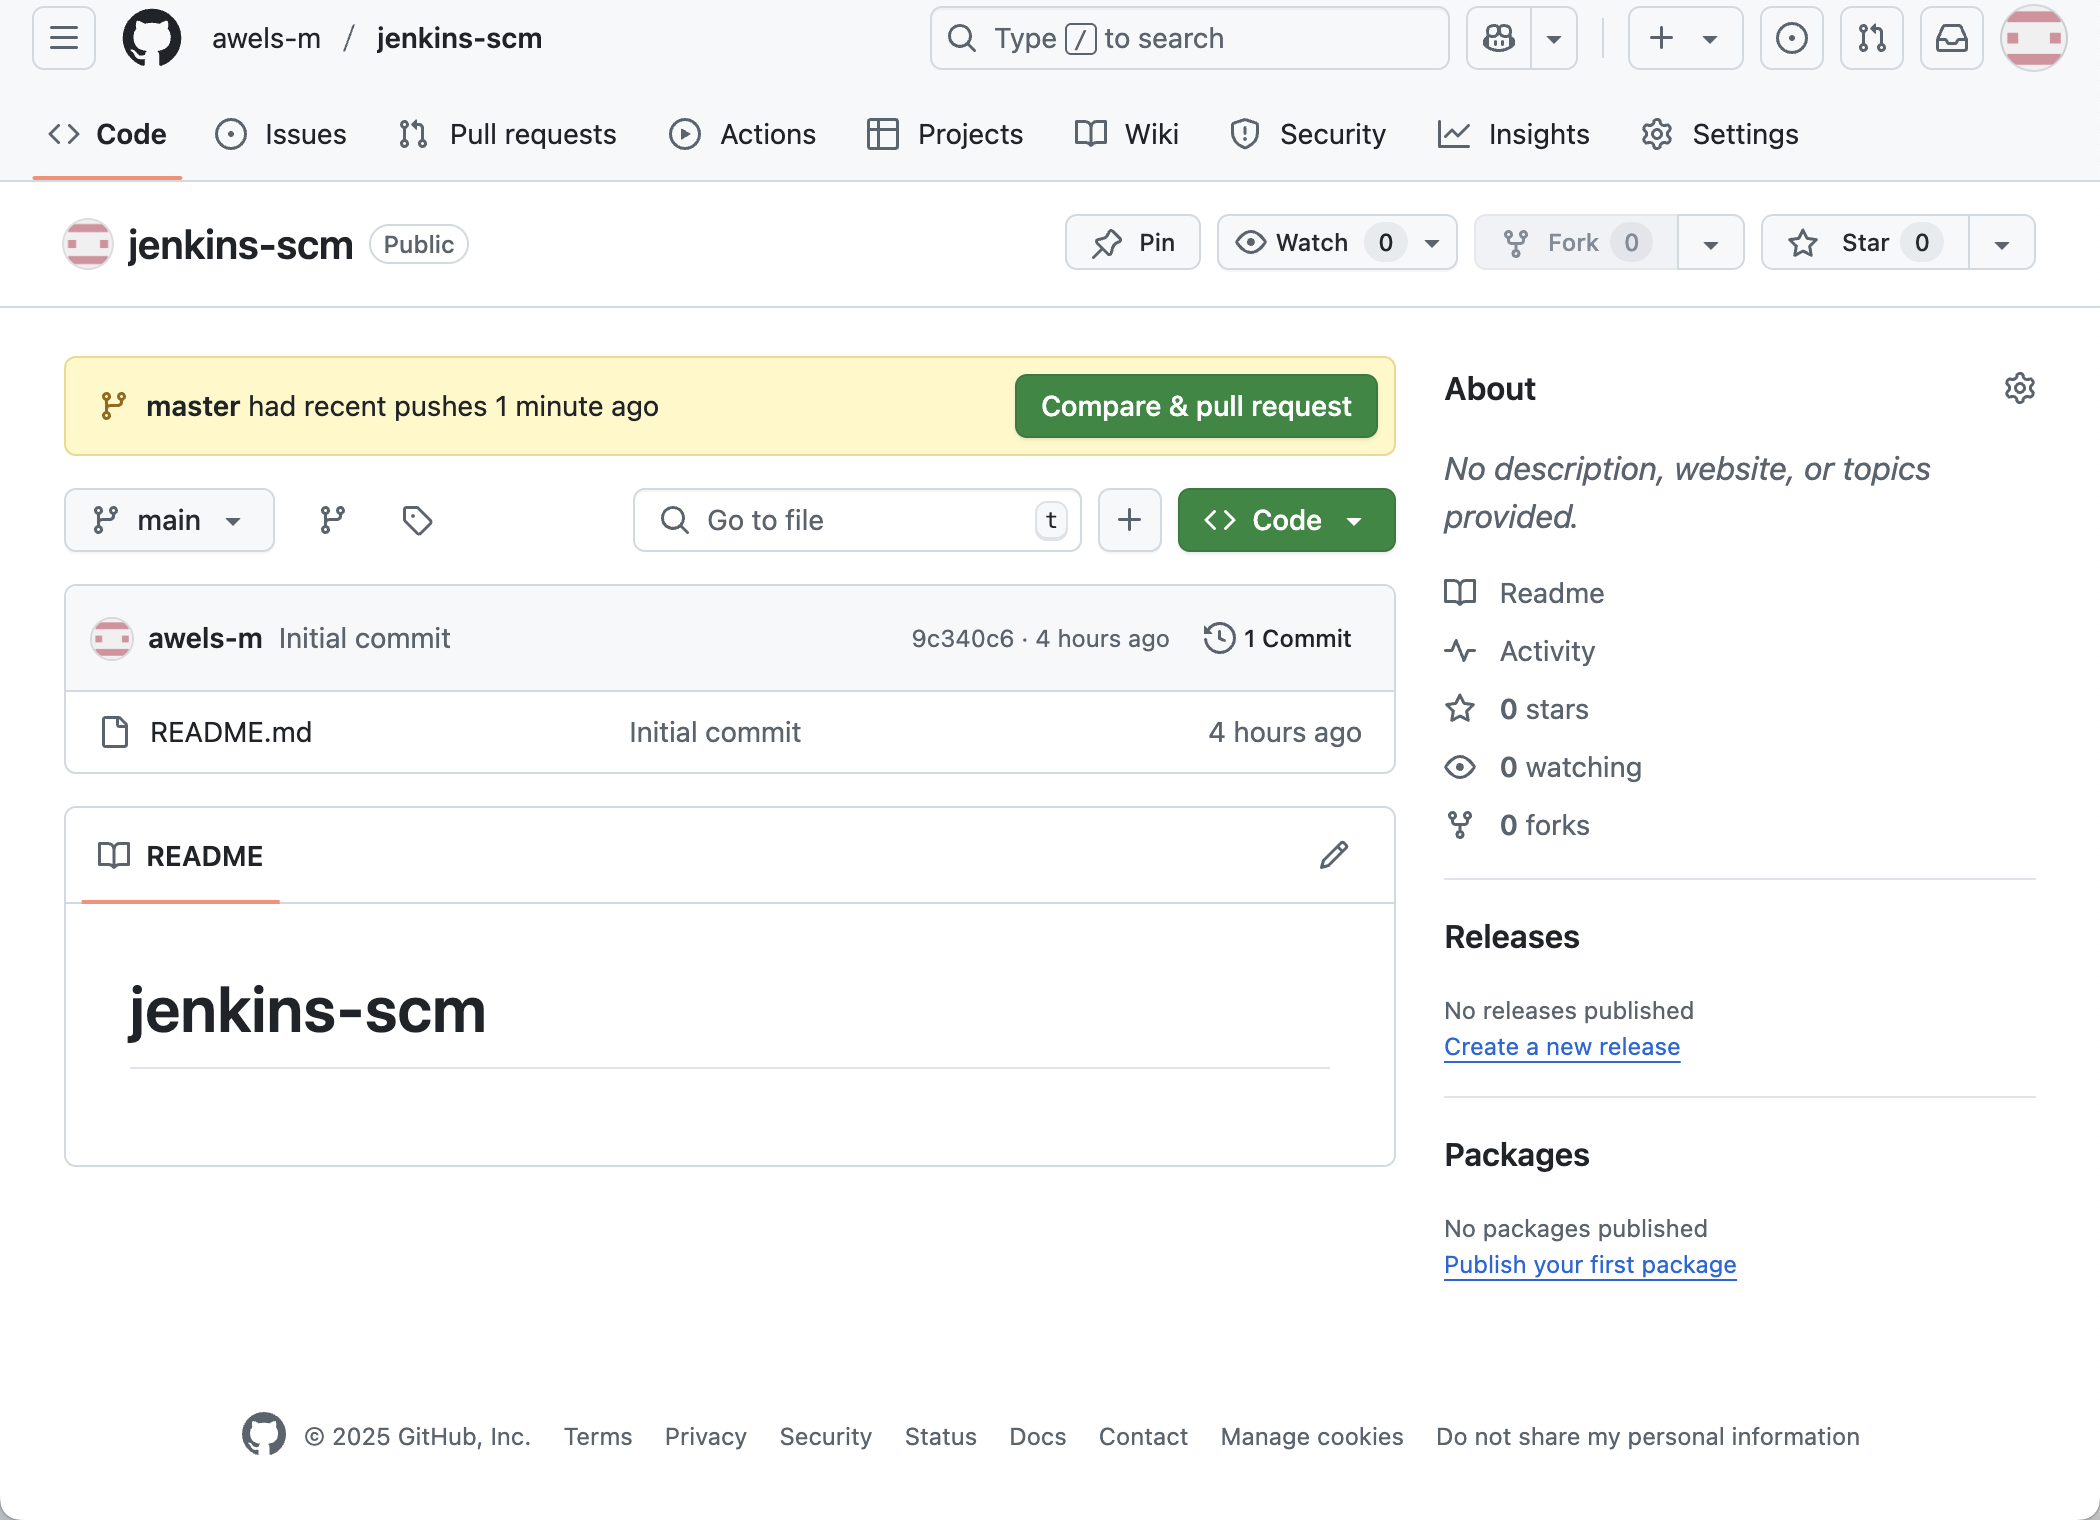 awels-m / jenkins-scm
Type / to search
Code
Issues
Pull requests
Actions
Projects
Wiki
Security
Insights
Settings
jenkins-scm Public
Pin
Watch 0
Fork 0
Star 0
master had recent pushes 1 minute ago
Compare & pull request
main
Go to file t
Code
awels-m Initial commit 9c340c6 · 4 hours ago 1 Commit
README.md Initial commit 4 hours ago
README
jenkins-scm
About
No description, website, or topics
provided.
Readme
Activity
0 stars
0 watching
0 forks
Releases
No releases published
Create a new release
Packages
No packages published
Publish your first package
© 2025 GitHub, Inc. Terms Privacy Security Status Docs Contact Manage cookies Do not share my personal information